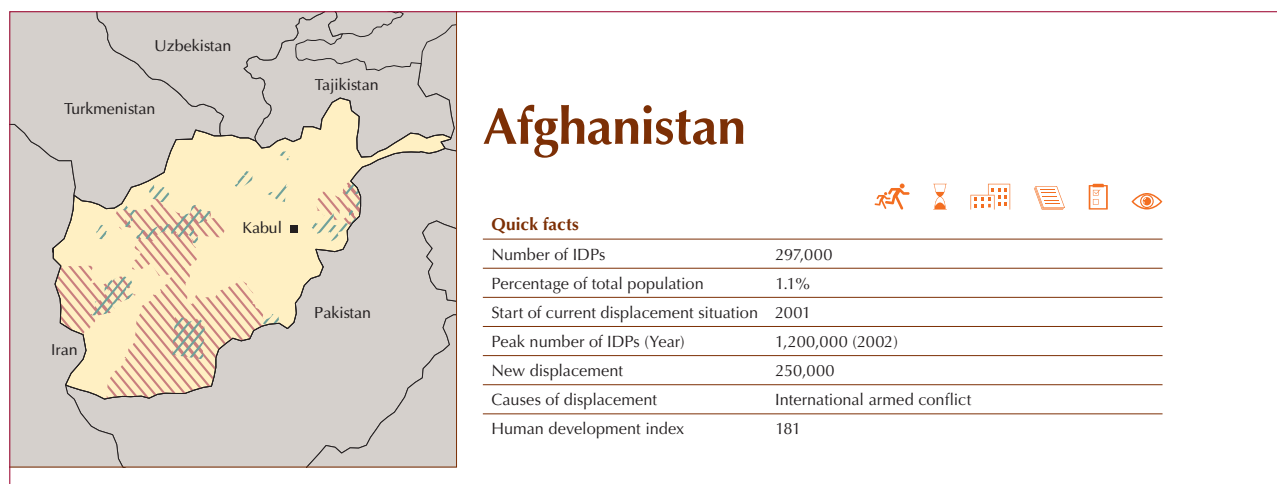 Uzbekistan
Tajikistan
Turkmenistan
Kabul
Pakistan
Iran
Afghanistan
Quick facts
Number of IDPs 297,000
Percentage of total population 1.1%
Start of current displacement situation 2001
Peak number of IDPs (Year) 1,200,000 (2002)
New displacement 250,000
Causes of displacement International armed conflict
Human development index 181